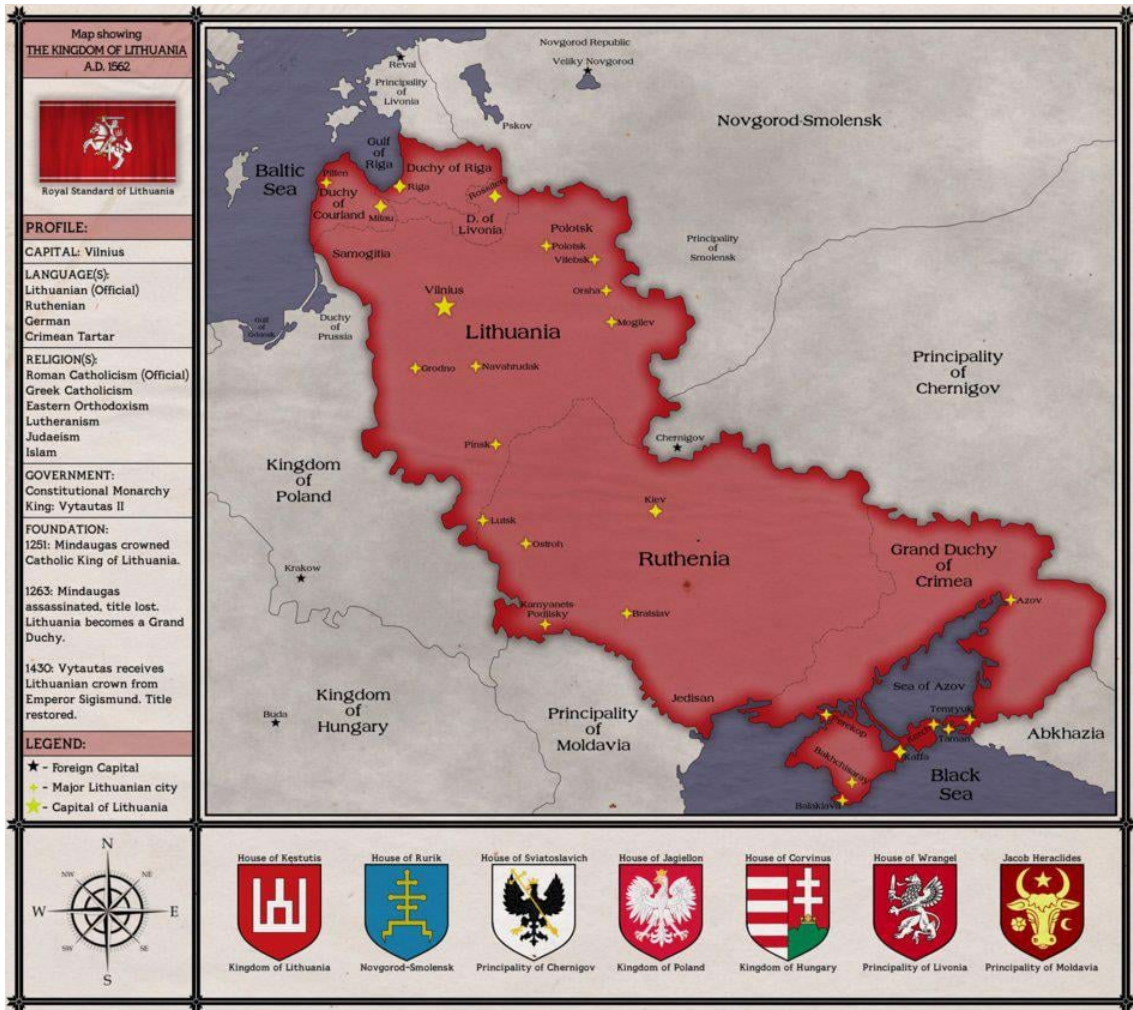 Map showing
THE KINGDOM OF LITHUANIA
A.D. 1562
Royal Standard of Lithuania
PROFILE:
CAPITAL: Vilnius
LANGUAGE(S):
Lithuanian (Official)
Ruthenian
German
Crimean Tartar
RELIGION(S):
Roman Catholicism (Official)
Greek Catholicism
Eastern Orthodoxism
Lutheranism
Judaeism
Islam
GOVERNMENT:
Constitutional Monarchy
King: Vytautas II
FOUNDATION:
1251: Mindaugas crowned
Catholic King of Lithuania.
1263: Mindaugas
assassinated, title lost.
Lithuania becomes a Grand
Duchy.
1430: Vytautas receives
Lithuanian crown from
Emperor Sigismund. Title
restored.
LEGEND:
- Foreign Capital
- Major Lithuanian city
- Capital of Lithuania
Novgorod Republic
Veliky Novgorod
Reval
Principality
of
Livonia
Pskov
Novgorod-Smolensk
Gulf
of
Riga
Baltic
Sea
Duchy of Riga
Pilten
Riga
Duchy
of
Courland
Mitau
D. of
Livonia
Samogitia
Polotsk
Polotsk
Vitebsk
Principality
of
Smolensk
Vilnius
Orsha
Mogilev
Gulf
of
Gdansk
Duchy
of
Prussia
Lithuania
Grodno
Navahrudak
Principality
of
Chernigov
Pinsk
Chernigov
Kingdom
of
Poland
Kiev
Lutsk
Ostroh
Ruthenia
Grand Duchy
of
Crimea
Krakow
Kamyanets
Podilsky
Bratslav
Azov
Kingdom
of
Hungary
Buda
Principality
of
Moldavia
Jedisan
Sea of Azov
Perekop
Temryuk
Kerch
Taman
Kaffa
Abkhazia
Bakhchisaray
Balaklava
Black
Sea
N
NW
NE
W
E
SW
SE
S
House of Kęstutis
Kingdom of Lithuania
House of Rurik
Novgorod-Smolensk
House of Sviatoslavich
Principality of Chernigov
House of Jagiellon
Kingdom of Poland
House of Corvinus
Kingdom of Hungary
House of Wrangel
Principality of Livonia
Jacob Heraclides
Principality of Moldavia